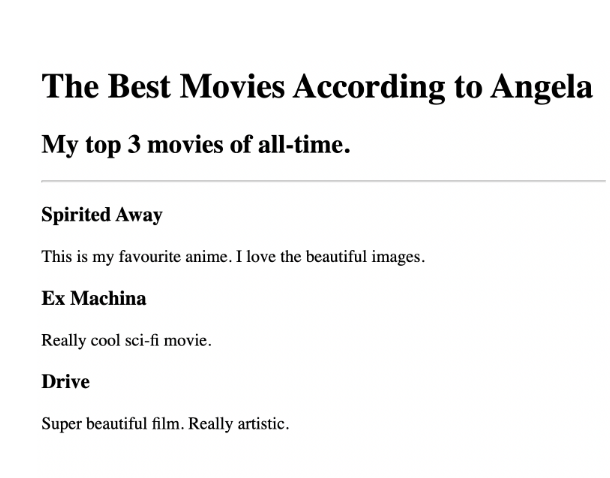 The Best Movies According to Angela
My top 3 movies of all-time.
Spirited Away
This is my favourite anime. I love the beautiful images.
Ex Machina
Really cool sci-fi movie.
Drive
Super beautiful film. Really artistic.